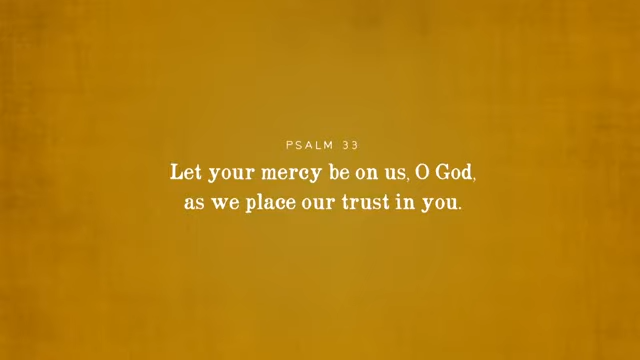 PSALM 33
Let your mercy be on us, O God,
as we place our trust in you.